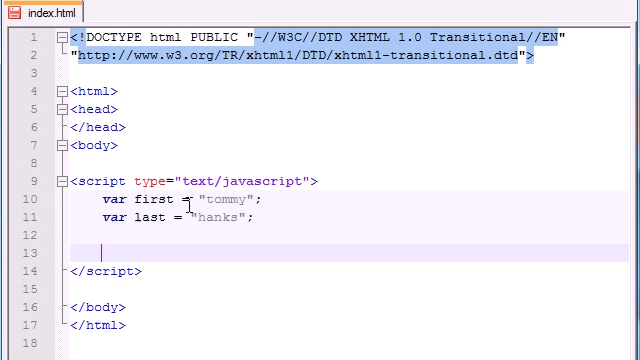 index.html
1 <!DOCTYPE html PUBLIC "-//W3C//DTD XHTML 1.0 Transitional//EN"
2 "http://www.w3.org/TR/xhtml1/DTD/xhtml1-transitional.dtd">
3
4 <html>
5 <head>
6 </head>
7 <body>
8
9 <script type="text/javascript">
10 var first = "tommy";
11 var last = "hanks";
12
13
14 </script>
15
16 </body>
17 </html>
18